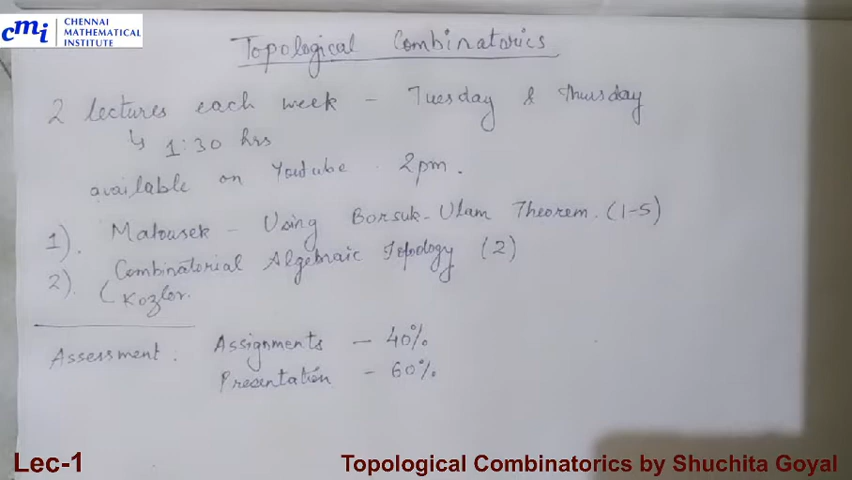 cmi CHENNAI
MATHEMATICAL
INSTITUTE
Topological Combinatorics
2 lectures each week – Tuesday & Thursday
↳ 1:30 hrs
available on Youtube . 2pm.
1). Matousek – Using Borsuk-Ulam Theorem. (1-5)
2). Combinatorial Algebraic Topology (2)
(Kozlov.
Assessment . Assignments – 40%
Presentation – 60%
Lec-1
Topological Combinatorics by Shuchita Goyal